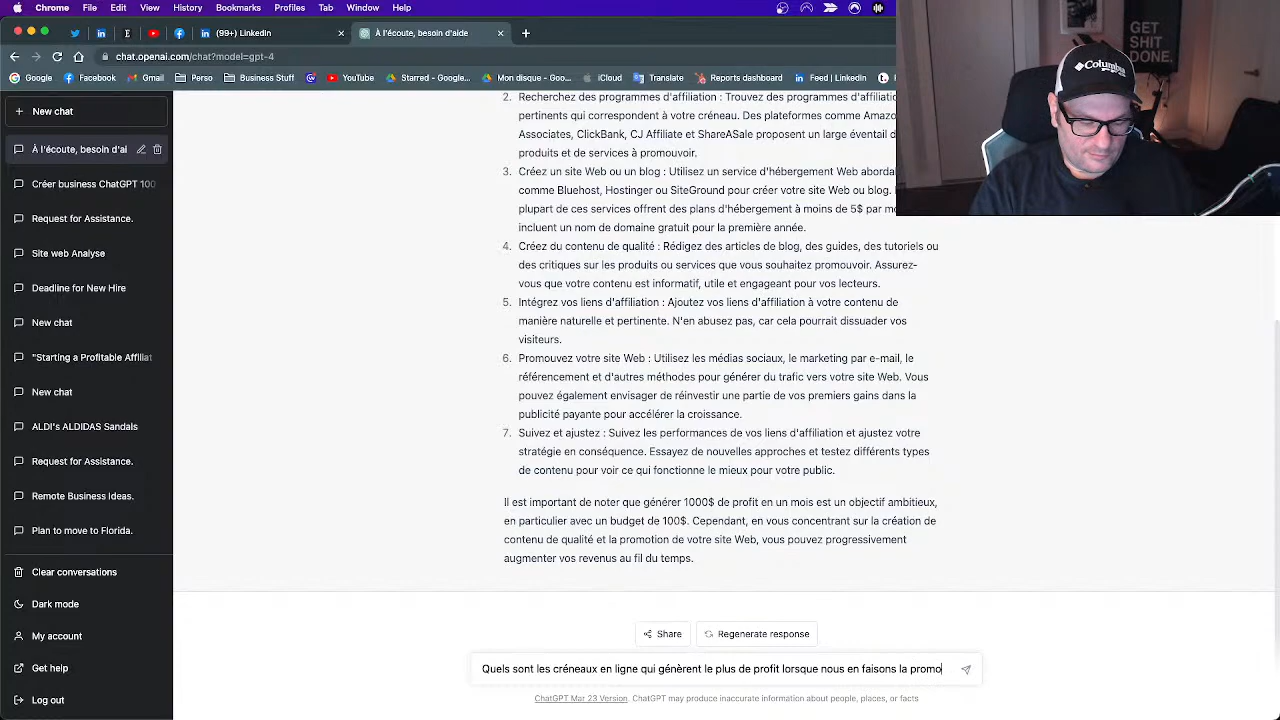 Chrome File Edit View History Bookmarks Profiles Tab Window Help
(99+) LinkedIn
À l'écoute, besoin d'aide
chat.openai.com/chat?model=gpt-4
Google Facebook Gmail Perso Business Stuff YouTube Standard - Google... Mon disque - Goo... iCloud Translate Reports dashboard Feed | LinkedIn
New chat
À l'écoute, besoin d'ai
Créer business ChatGPT 100
Request for Assistance.
Site web Analyse
Deadline for New Hire
New chat
"Starting a Profitable Affiliat
New chat
ALDI's ALDIDAS Sandals
Request for Assistance.
Remote Business Ideas.
Plan to move to Florida.
Clear conversations
Dark mode
My account
Get help
Log out
2. Recherchez des programmes d'affiliation : Trouvez des programmes d'affiliatio
pertinents qui correspondent à votre créneau. Des plateformes comme Amazo
Associates, ClickBank, CJ Affiliate et ShareASale proposent un large éventail d
produits et de services à promouvoir.
3. Créez un site Web ou un blog : Utilisez un service d'hébergement Web abordal
comme Bluehost, Hostinger ou SiteGround pour créer votre site Web ou blog.
plupart de ces services offrent des plans d'hébergement à moins de 5$ par m
incluent un nom de domaine gratuit pour la première année.
4. Créez du contenu de qualité : Rédigez des articles de blog, des guides, des tutoriels ou
des critiques sur les produits ou services que vous souhaitez promouvoir. Assurez-
vous que votre contenu est informatif, utile et engageant pour vos lecteurs.
5. Intégrez vos liens d'affiliation : Ajoutez vos liens d'affiliation à votre contenu de
manière naturelle et pertinente. N'en abusez pas, car cela pourrait dissuader vos
visiteurs.
6. Promouvez votre site Web : Utilisez les médias sociaux, le marketing par e-mail, le
référencement et d'autres méthodes pour générer du trafic vers votre site Web. Vous
pouvez également envisager de réinvestir une partie de vos premiers gains dans la
publicité payante pour accélérer la croissance.
7. Suivez et ajustez : Suivez les performances de vos liens d'affiliation et ajustez votre
stratégie en conséquence. Essayez de nouvelles approches et testez différents types
de contenu pour voir ce qui fonctionne le mieux pour votre public.
Il est important de noter que générer 1000$ de profit en un mois est un objectif ambitieux,
en particulier avec un budget de 100$. Cependant, en vous concentrant sur la création de
contenu de qualité et la promotion de votre site Web, vous pouvez progressivement
augmenter vos revenus au fil du temps.
Share Regenerate response
Quels sont les créneaux en ligne qui génèrent le plus de profit lorsque nous en faisons la promo
ChatGPT Mar 23 Version. ChatGPT may produce inaccurate information about people, places, or facts
GET
SHIT
DONE.
Columbia